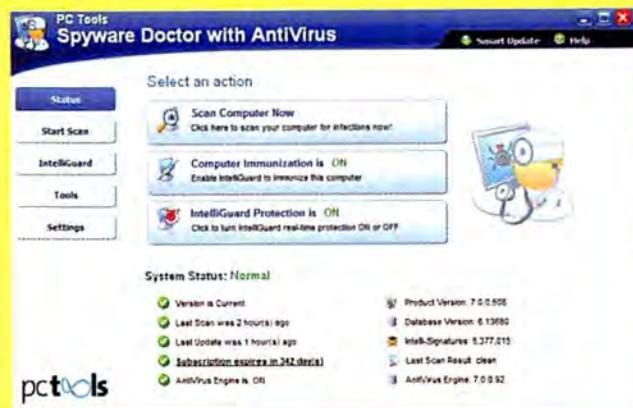 PC Tools
Spyware Doctor with AntiVirus
Smart Update Help
Status
Start Scan
IntelliGuard
Tools
Settings
Select an action
Scan Computer Now
Click here to scan your computer for infections now!
Computer Immunization is ON
Enable IntelliGuard to immunize this computer
IntelliGuard Protection is ON
Click to turn IntelliGuard real-time protection ON or OFF
System Status: Normal
Version is Current
Last Scan was 2 hour(s) ago
Last Update was 1 hour(s) ago
Subscription expires in 342 day(s)
AntiVirus Engine is ON
Product Version: 7.0.0.508
Database Version: 6.13680
Intelli-Signatures: 5,377,015
Last Scan Result: clean
AntiVirus Engine: 7.0.0.92
pctools